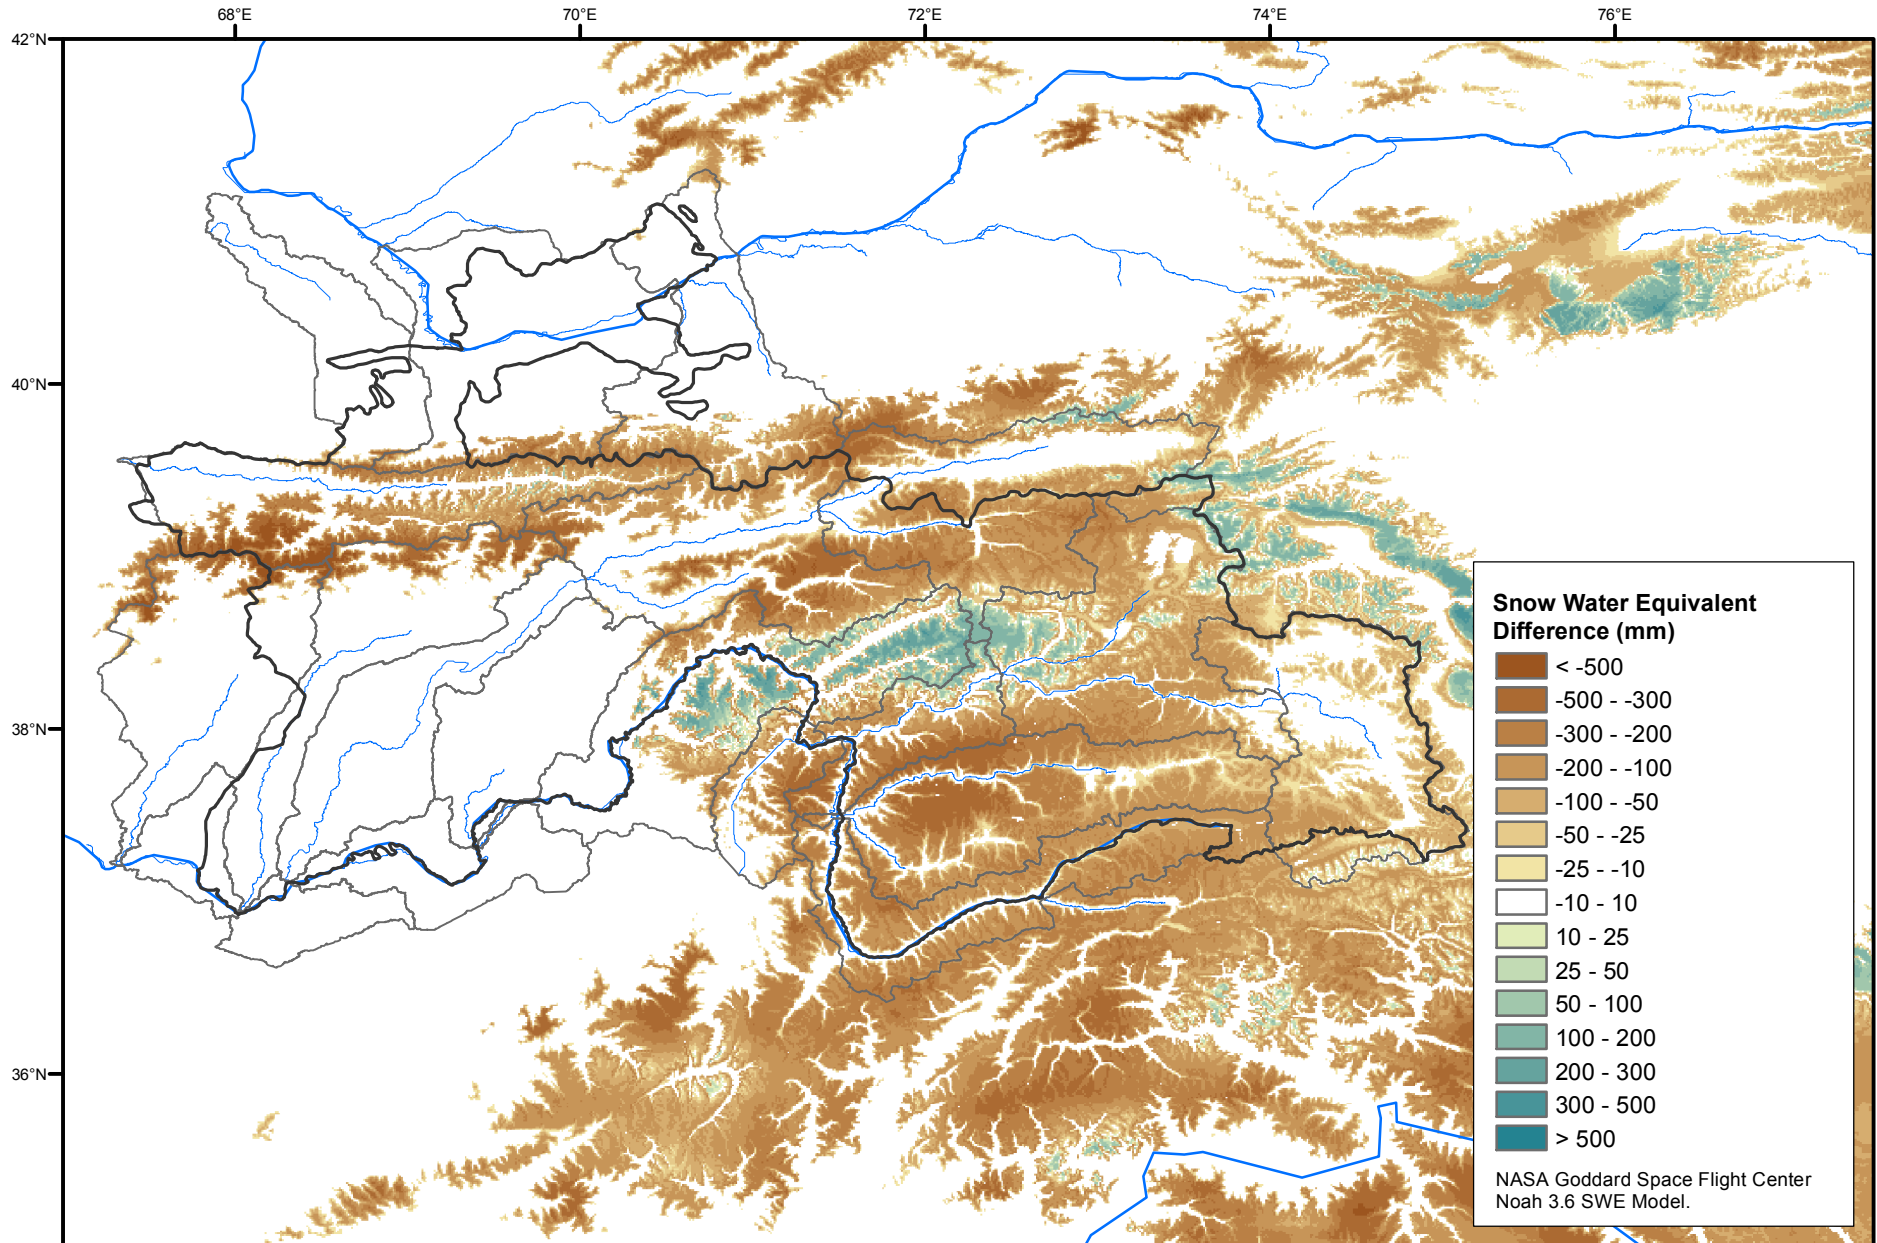 68°E 70°E 72°E 74°E 76°E
42°N
40°N
38°N
36°N
Snow Water Equivalent
Difference (mm)
< -500
-500 - -300
-300 - -200
-200 - -100
-100 - -50
-50 - -25
-25 - -10
-10 - 10
10 - 25
25 - 50
50 - 100
100 - 200
200 - 300
300 - 500
> 500
NASA Goddard Space Flight Center
Noah 3.6 SWE Model.